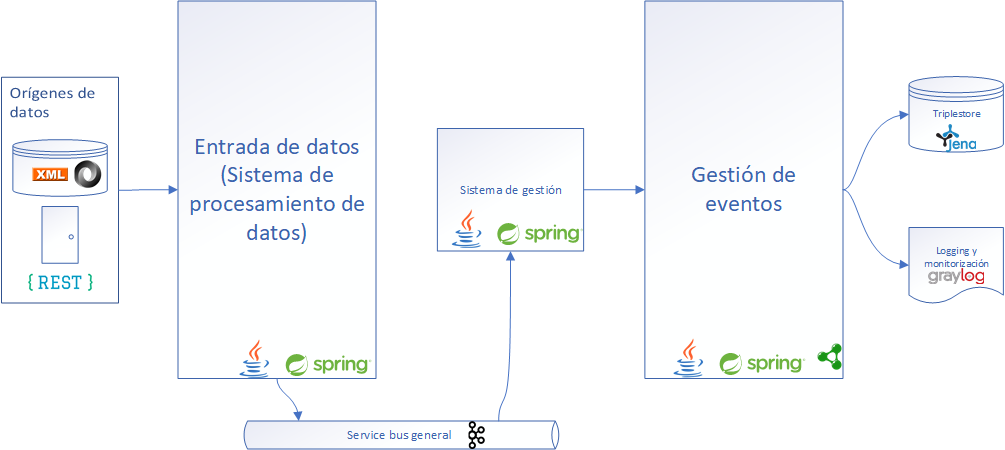 Orígenes de
datos
XML
{ REST }
Entrada de datos
(Sistema de
procesamiento de
datos)
spring
Service bus general
Sistema de gestión
spring
Gestión de
eventos
spring
Triplestore
Jena
Logging y
monitorización
graylog